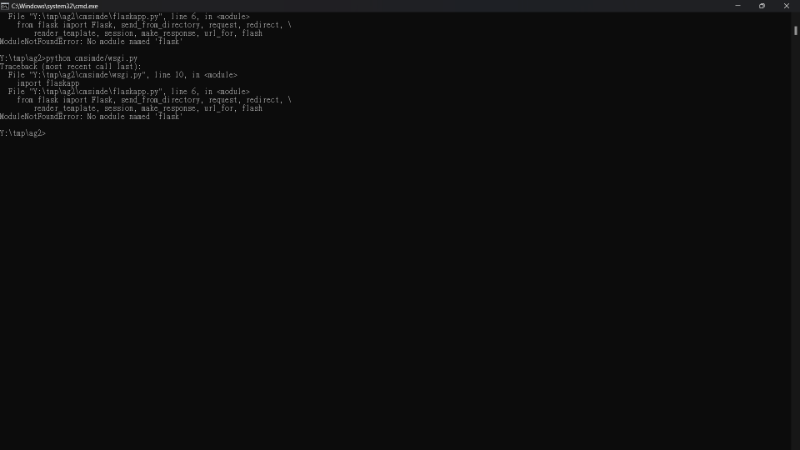 C:\Windows\system32\cmd.exe
File "Y:\tmp\ag2\cmsimde\flaskapp.py", line 6, in <module>
from flask import Flask, send_from_directory, request, redirect, \
render_template, session, make_response, url_for, flash
ModuleNotFoundError: No module named 'flask'
Y:\tmp\ag2>python cmsimde/wsgi.py
Traceback (most recent call last):
File "Y:\tmp\ag2\cmsimde\wsgi.py", line 10, in <module>
import flaskapp
File "Y:\tmp\ag2\cmsimde\flaskapp.py", line 6, in <module>
from flask import Flask, send_from_directory, request, redirect, \
render_template, session, make_response, url_for, flash
ModuleNotFoundError: No module named 'flask'
Y:\tmp\ag2>